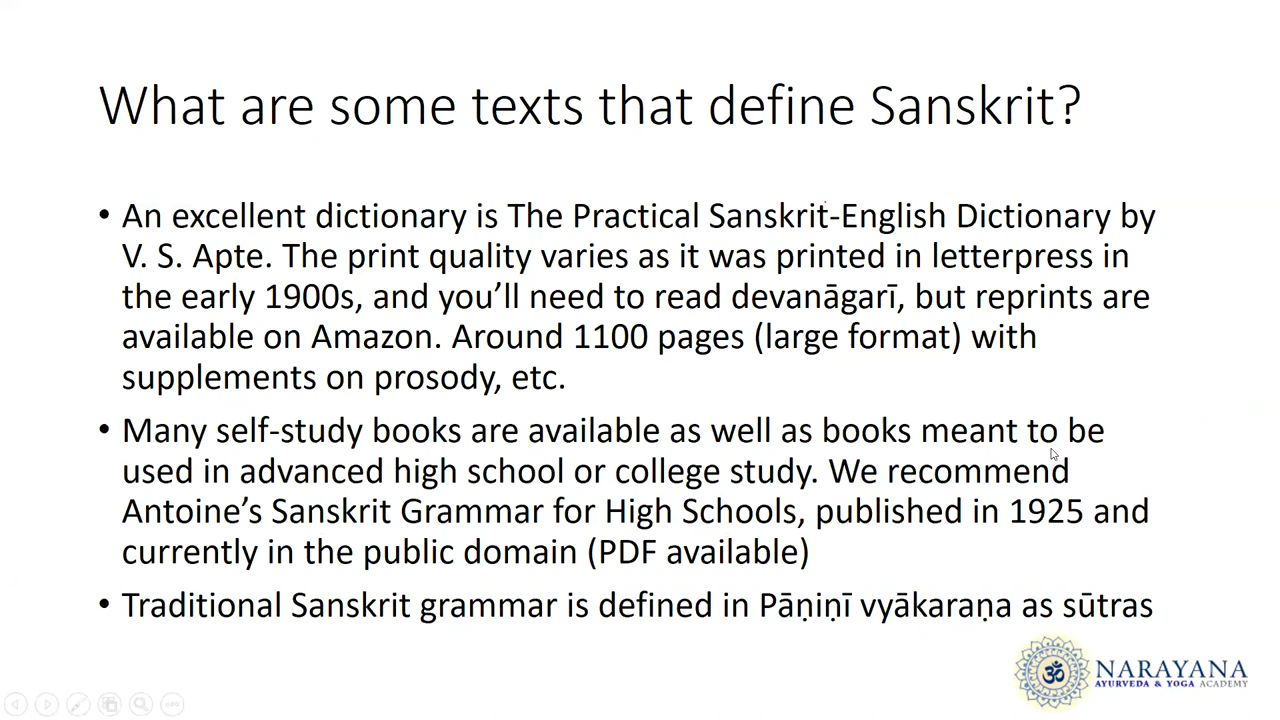 What are some texts that define Sanskrit?
• An excellent dictionary is The Practical Sanskrit-English Dictionary by
V. S. Apte. The print quality varies as it was printed in letterpress in
the early 1900s, and you’ll need to read devanāgarī, but reprints are
available on Amazon. Around 1100 pages (large format) with
supplements on prosody, etc.
• Many self-study books are available as well as books meant to be
used in advanced high school or college study. We recommend
Antoine’s Sanskrit Grammar for High Schools, published in 1925 and
currently in the public domain (PDF available)
• Traditional Sanskrit grammar is defined in Pāṇiṇī vyākaraṇa as sūtras
ॐ
NARAYANA
AYURVEDA & YOGA ACADEMY